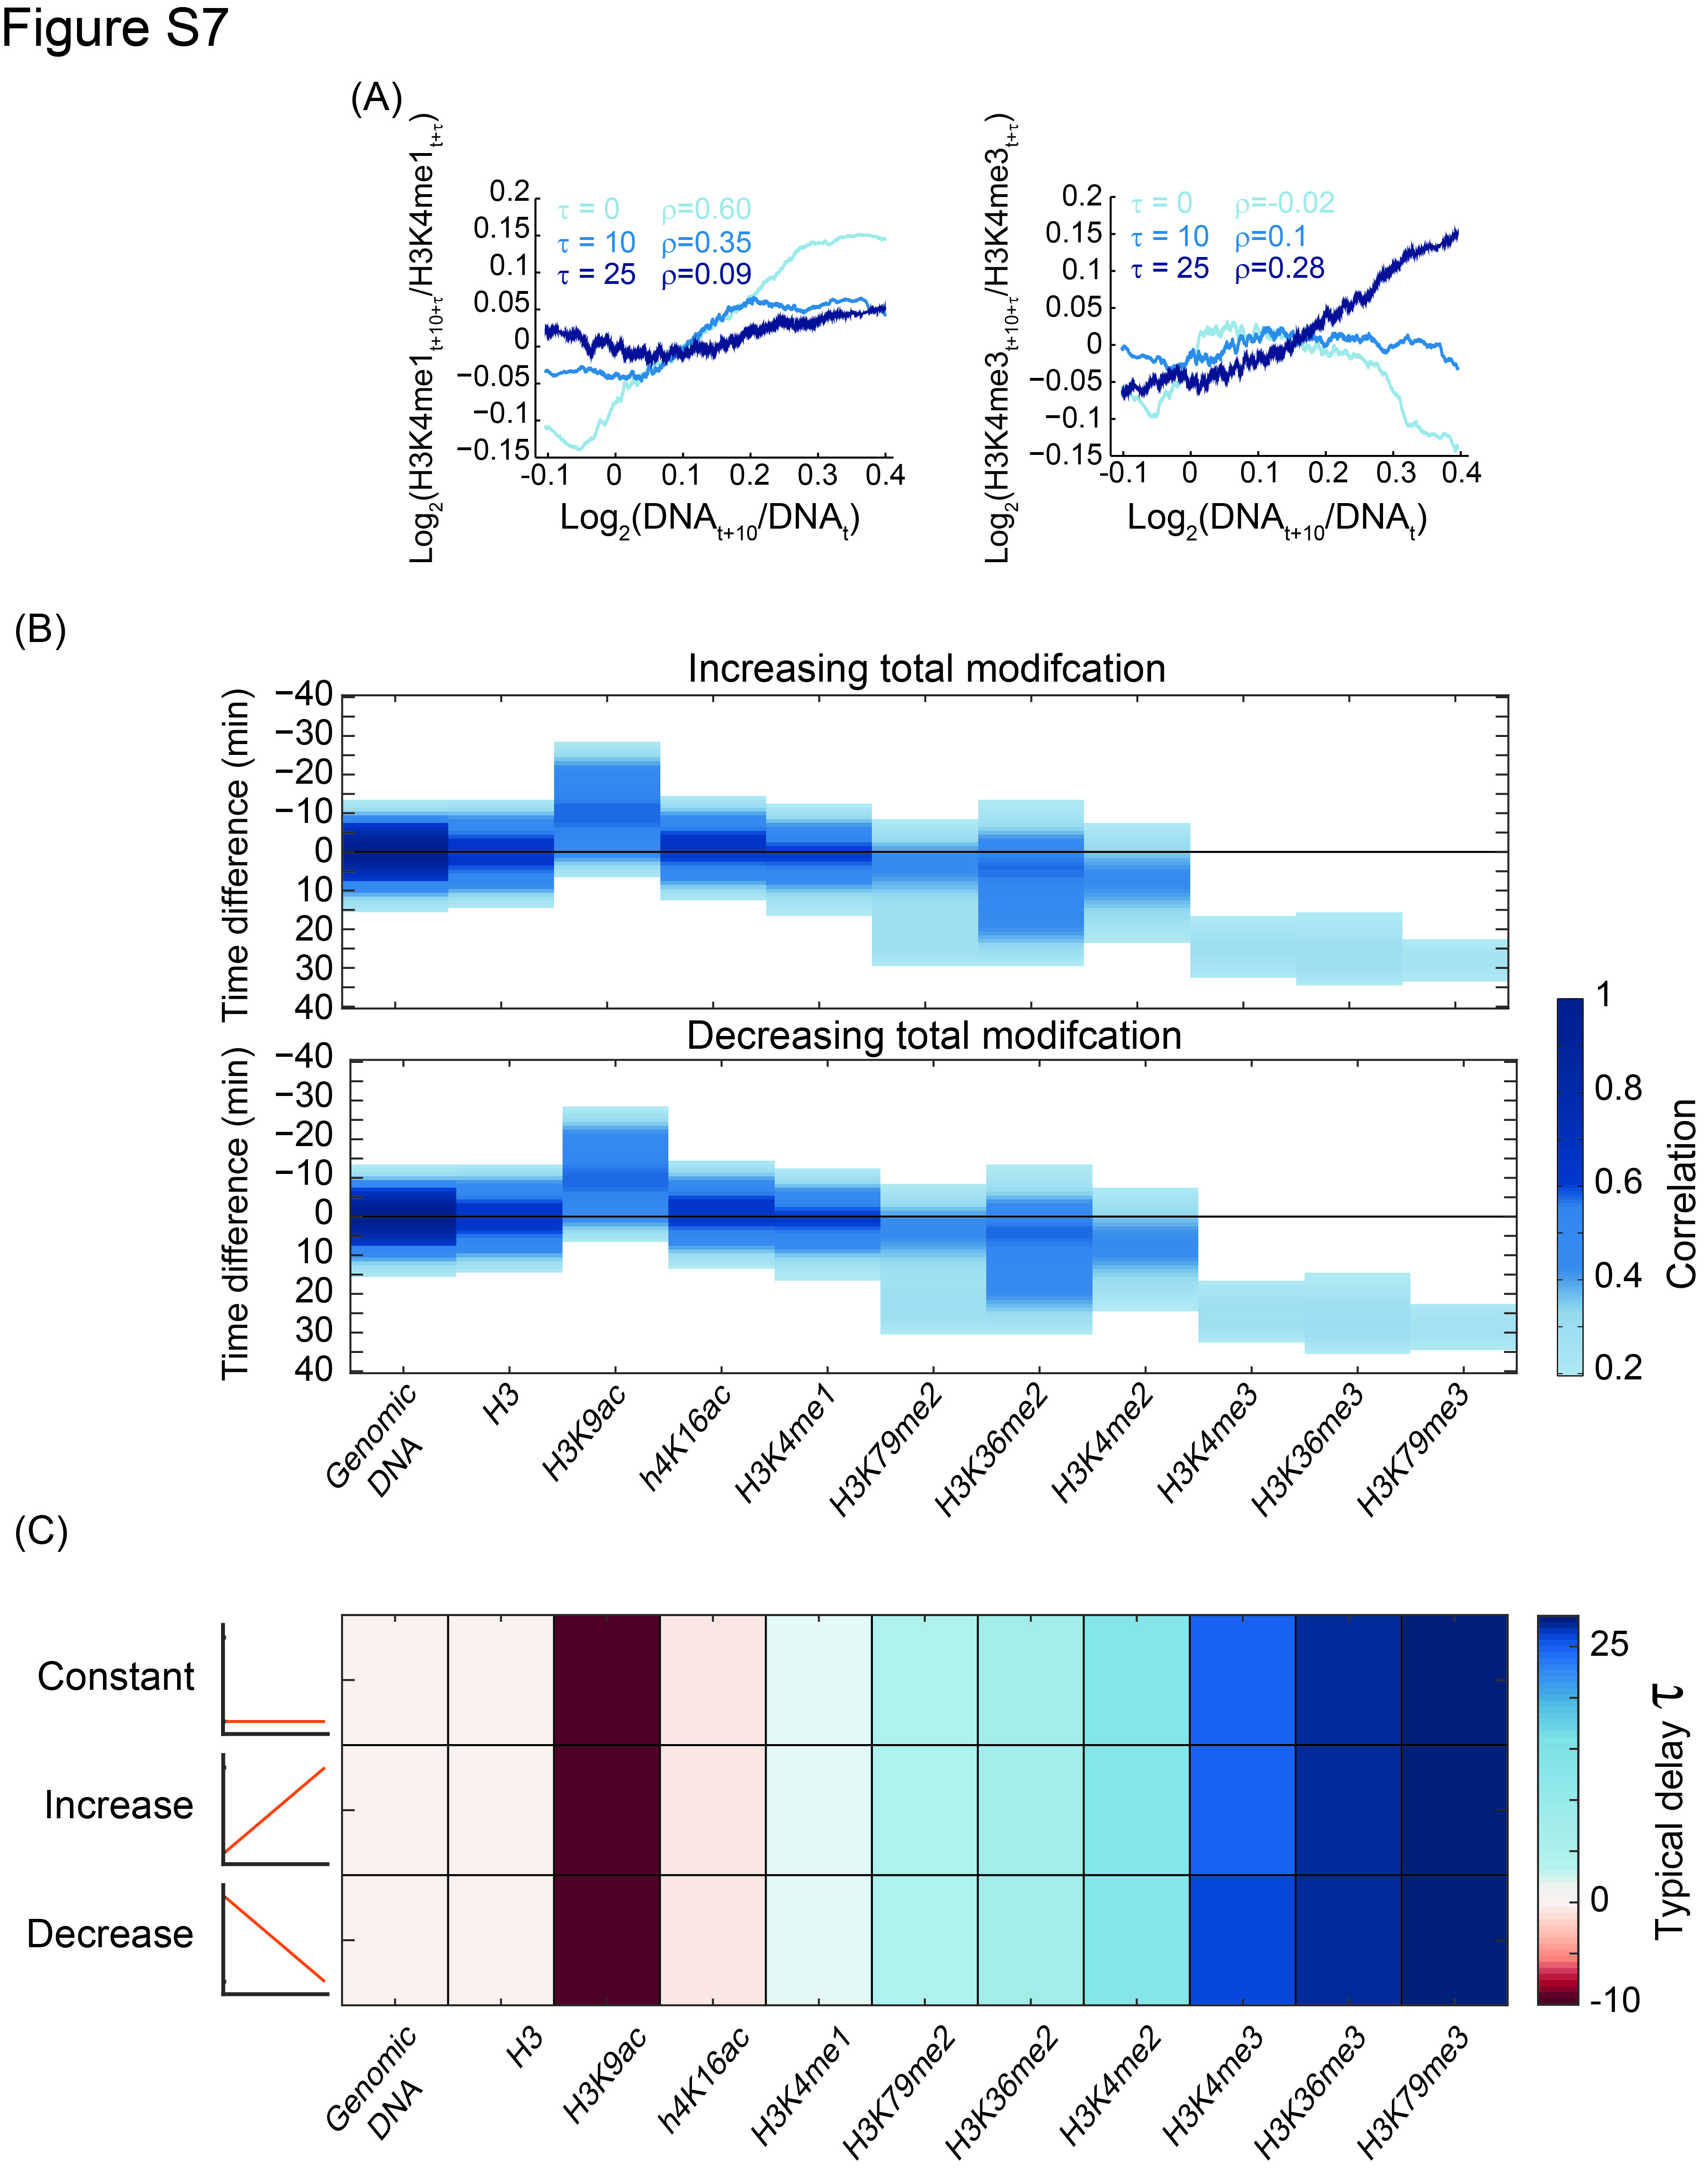 Figure S7
(A)
Log2(H3K4me1t+10+τ/H3K4me1t+τ)
0.2
0.15
0.1
0.05
0
−0.05
−0.1
−0.15
τ = 0 ρ=0.60
τ = 10 ρ=0.35
τ = 25 ρ=0.09
-0.1 0 0.1 0.2 0.3 0.4
Log2(DNAt+10/DNAt)
Log2(H3K4me3t+10+τ/H3K4me3t+τ)
0.2
0.15
0.1
0.05
0
−0.05
−0.1
−0.15
τ = 0 ρ=-0.02
τ = 10 ρ=0.1
τ = 25 ρ=0.28
-0.1 0 0.1 0.2 0.3 0.4
Log2(DNAt+10/DNAt)
(B)
Increasing total modifcation
Time difference (min)
−40
−30
−20
−10
0
10
20
30
40
Decreasing total modifcation
Time difference (min)
−40
−30
−20
−10
0
10
20
30
40
Genomic
DNA
H3
H3K9ac
h4K16ac
H3K4me1
H3K79me2
H3K36me2
H3K4me2
H3K4me3
H3K36me3
H3K79me3
1
0.8
0.6
0.4
0.2
Correlation
(C)
Constant
Increase
Decrease
Genomic
DNA
H3
H3K9ac
h4K16ac
H3K4me1
H3K79me2
H3K36me2
H3K4me2
H3K4me3
H3K36me3
H3K79me3
25
0
-10
Typical delay τ